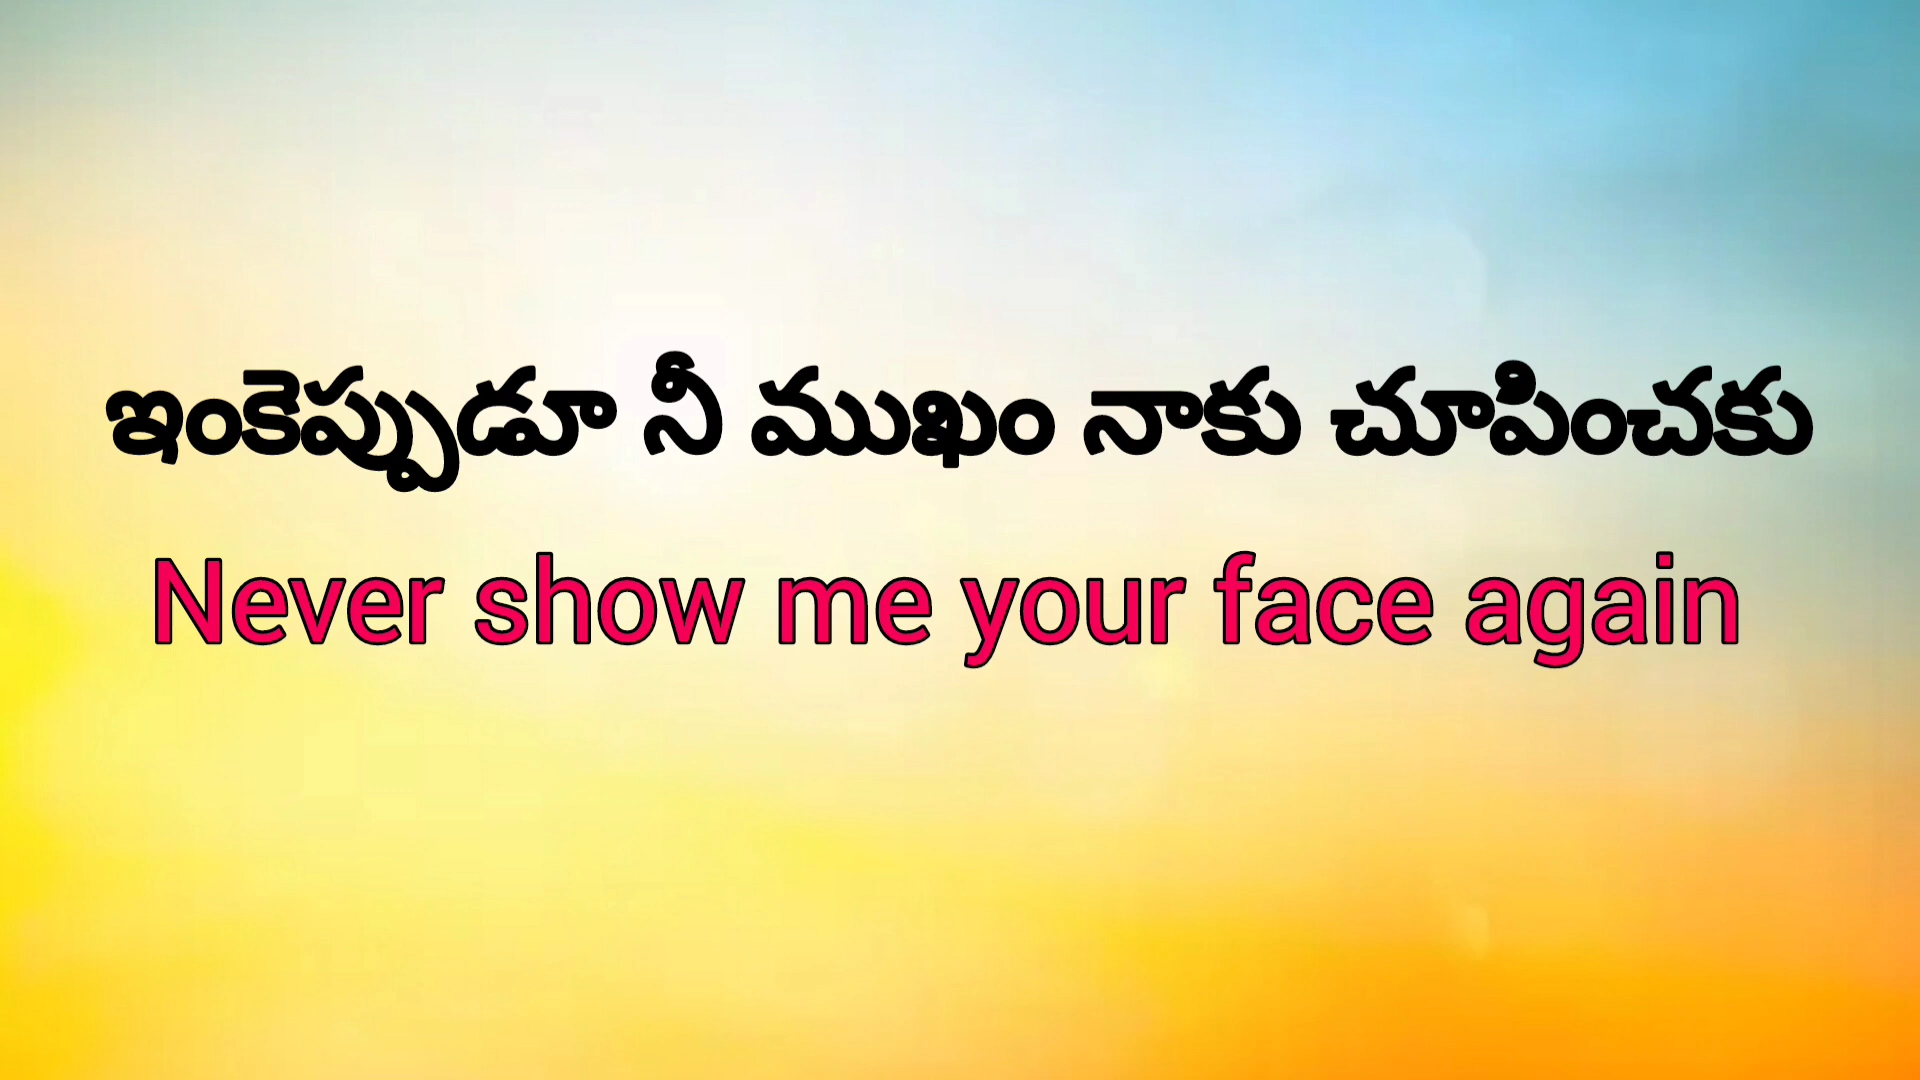 ఇంకెప్పుడూ నీ ముఖం నాకు చూపించకు
Never show me your face again